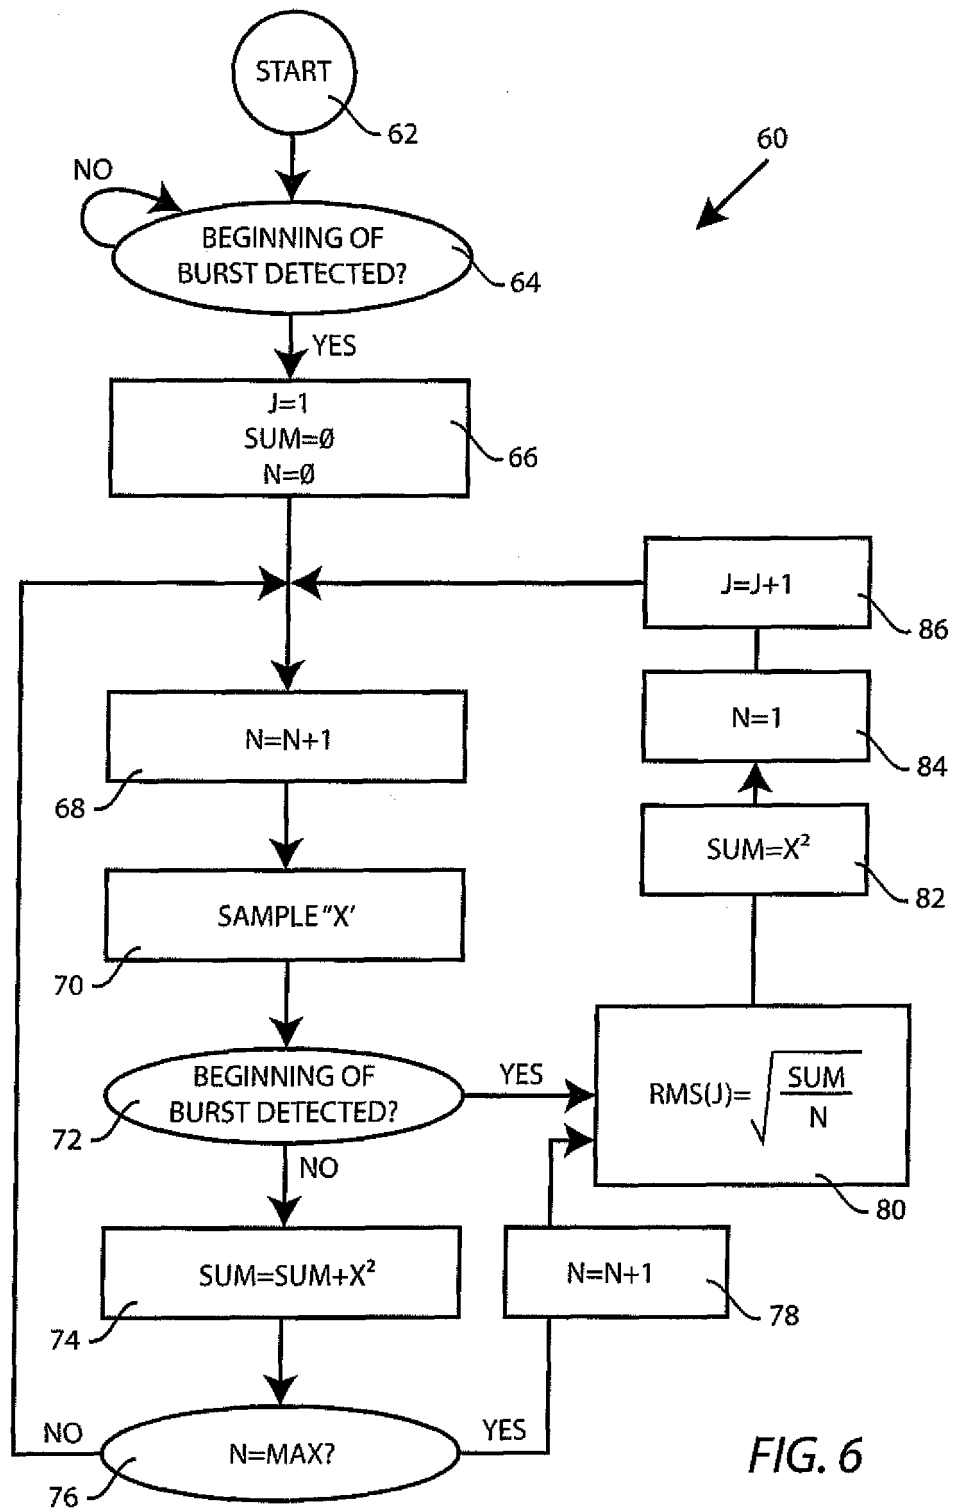 START
62
60
NO
BEGINNING OF
BURST DETECTED?
64
YES
J=1
SUM=Ø
N=Ø
66
J=J+1
86
N=N+1
68
N=1
84
SUM=X²
82
SAMPLE "X'
70
BEGINNING OF
BURST DETECTED?
72
YES
NO
RMS(J)=√SUM/N
80
SUM=SUM+X²
74
N=N+1
78
N=MAX?
76
NO
YES
FIG. 6